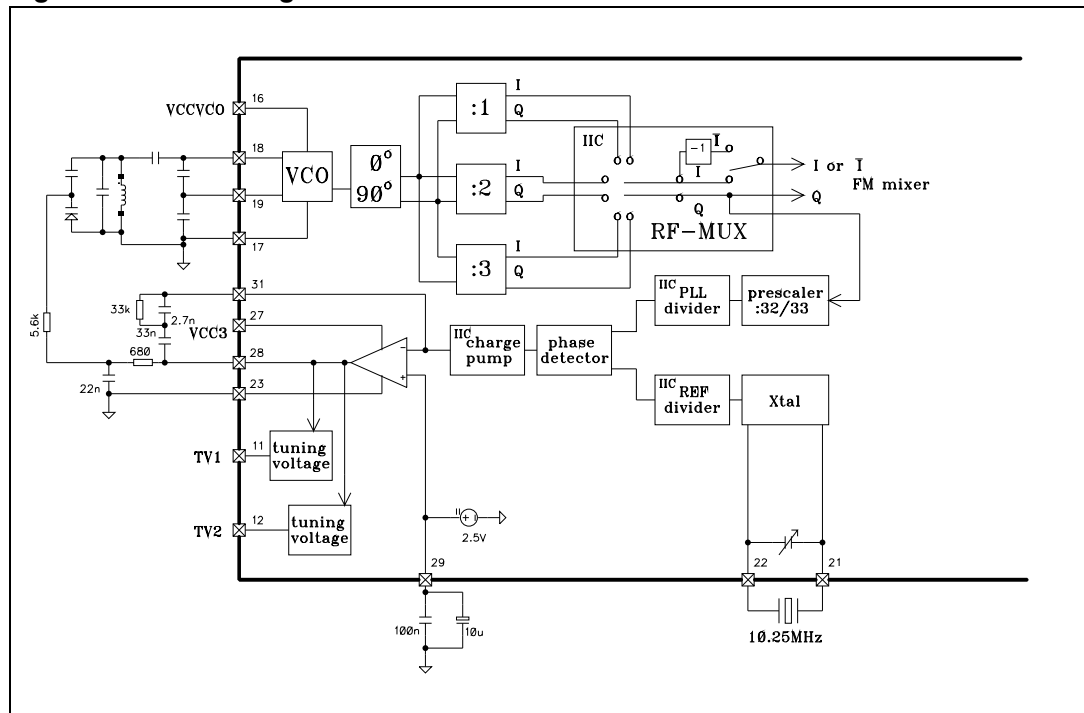 VCCVCO
16
18
19
17
VCO
0°
90°
:1
I
Q
:2
I
Q
:3
I
Q
IIC
-1
I̅
I
Q
RF-MUX
I or I̅
FM mixer
Q
31
33k
2.7n
33n
VCC3
27
5.6k
680
28
22n
23
-
+
IIC charge
pump
phase
detector
IIC PLL
divider
prescaler
:32/33
IIC REF
divider
Xtal
TV1
11
tuning
voltage
TV2
12
tuning
voltage
2.5V
29
100n
10u
22
21
10.25MHz